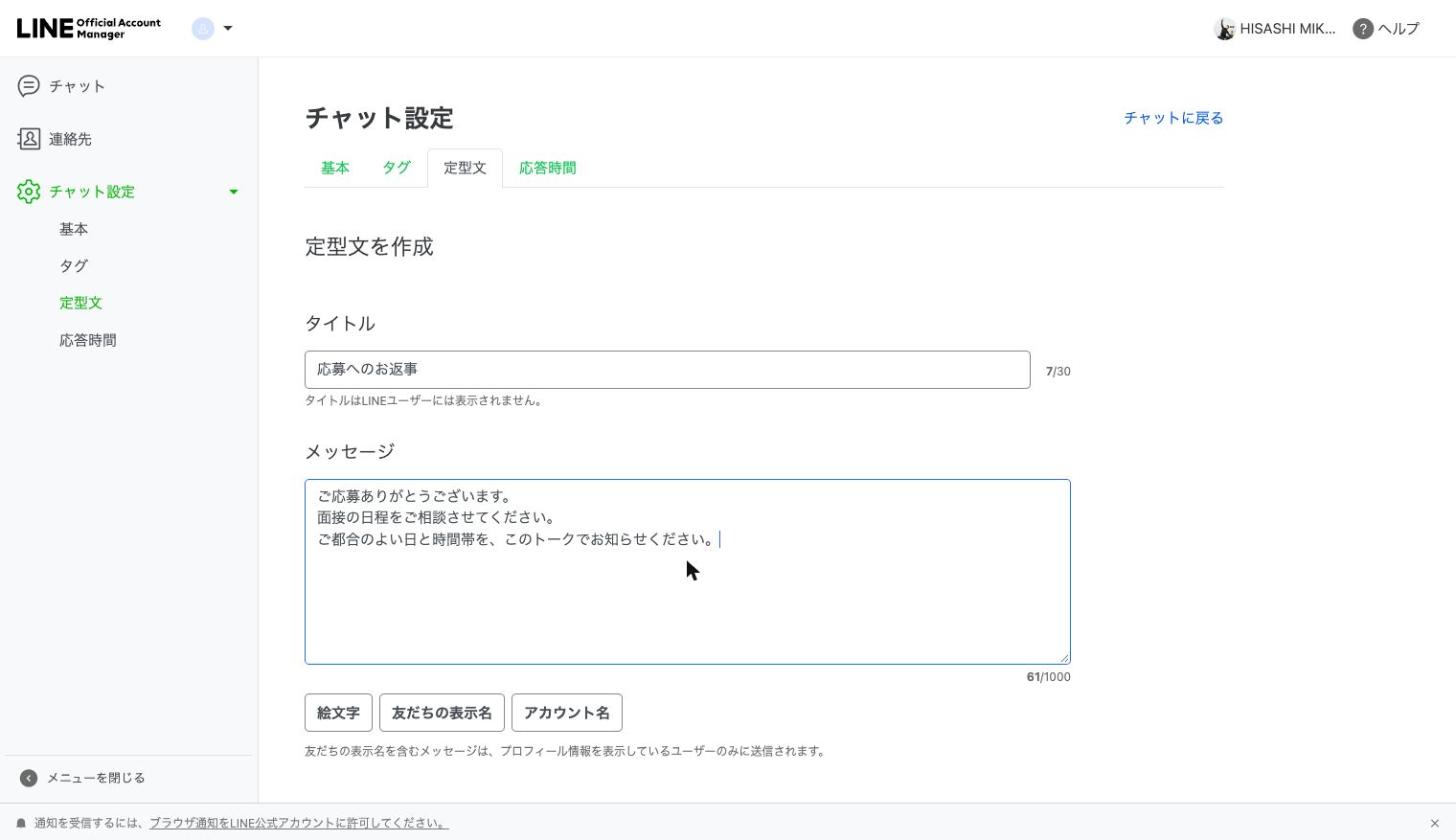 LINE Official Account Manager
HISASHI MIK...
? ヘルプ
チャット
連絡先
チャット設定
基本
タグ
定型文
応答時間
メニューを閉じる
チャット設定
チャットに戻る
基本 タグ 定型文 応答時間
定型文を作成
タイトル
応募へのお返事
7/30
タイトルはLINEユーザーには表示されません。
メッセージ
ご応募ありがとうございます。
面接の日程をご相談させてください。
ご都合のよい日と時間帯を、このトークでお知らせください。
61/1000
絵文字 友だちの表示名 アカウント名
友だちの表示名を含むメッセージは、プロフィール情報を表示しているユーザーのみに送信されます。
通知を受信するには、ブラウザ通知をLINE公式アカウントに許可してください。